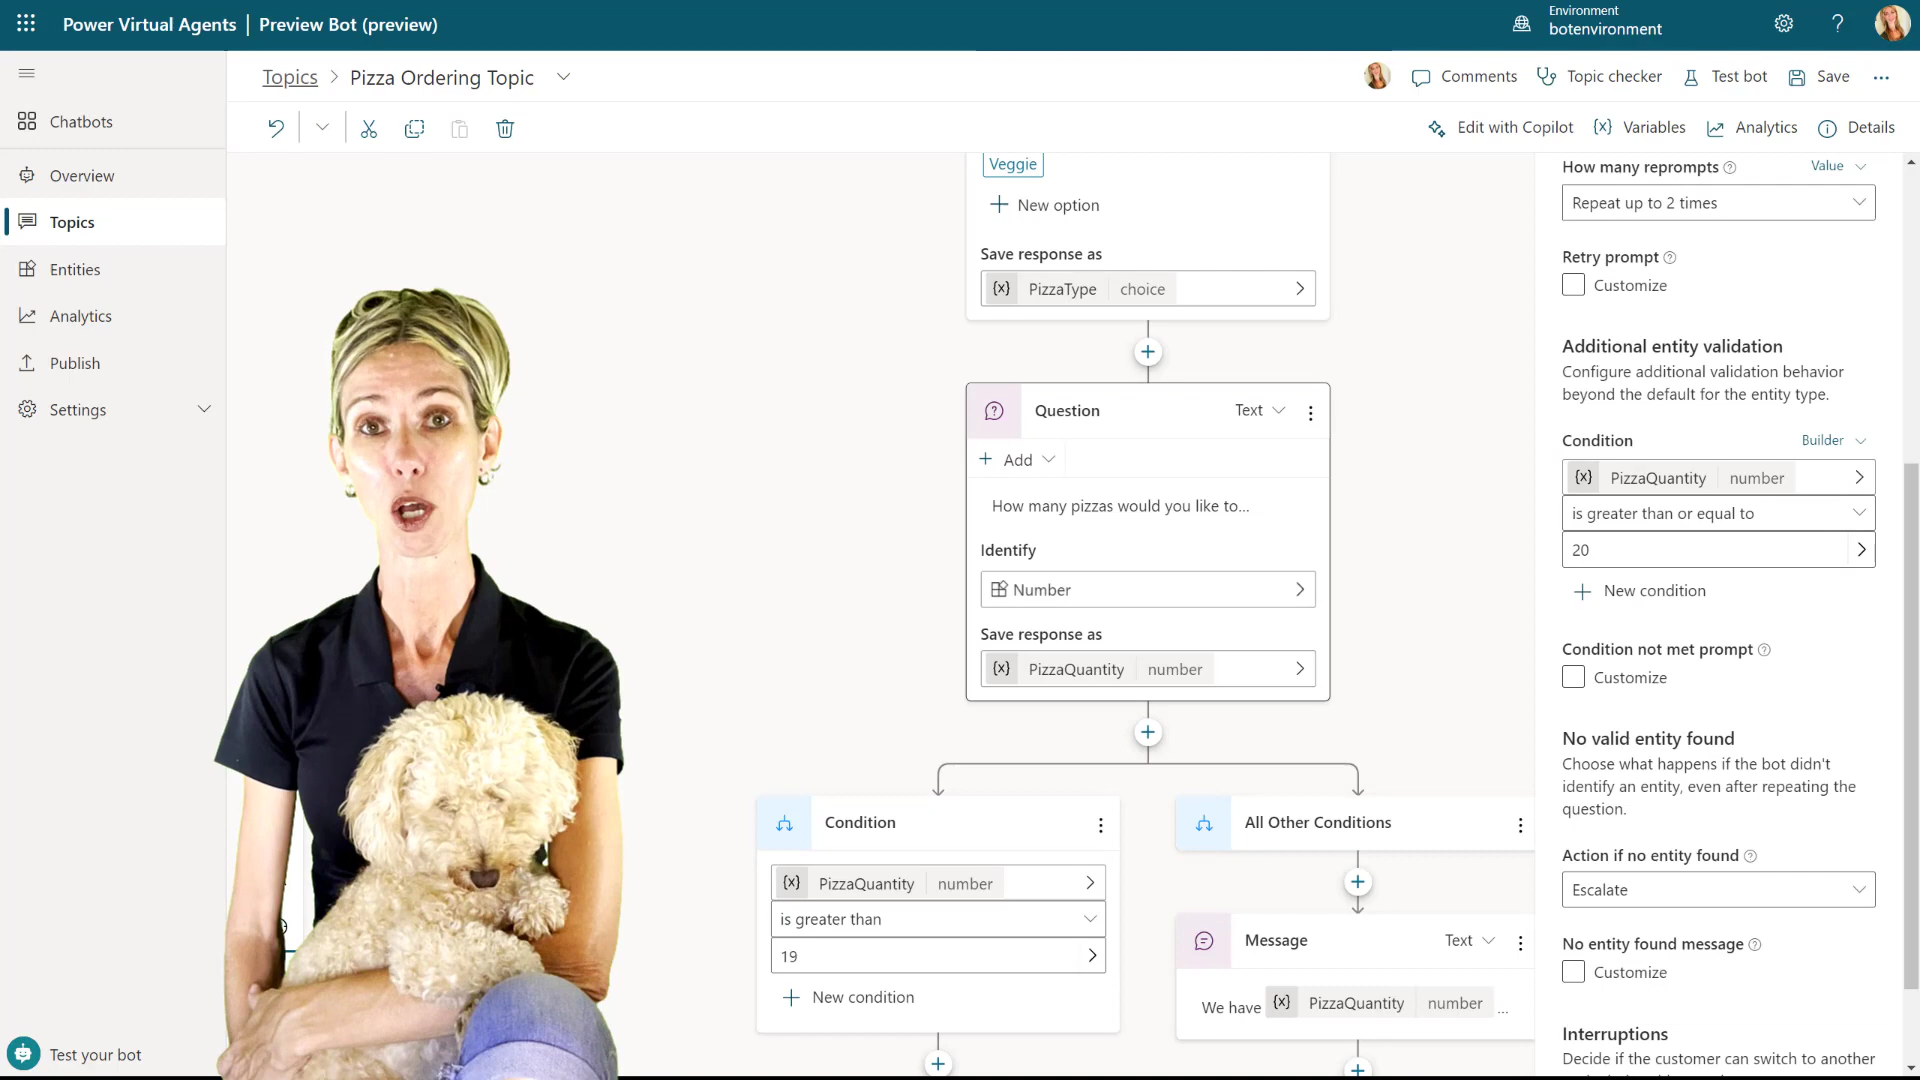 Power Virtual Agents | Preview Bot (preview)
Environment
botenvironment
?
Topics > Pizza Ordering Topic
Comments
Topic checker
Test bot
Save
...
Edit with Copilot
{x} Variables
Analytics
Details
Chatbots
Overview
Topics
Entities
Analytics
Publish
Settings
Test your bot
Veggie
+ New option
Save response as
{x} PizzaType choice
Question
Text
+ Add
How many pizzas would you like to...
Identify
Number
Save response as
{x} PizzaQuantity number
Condition
{x} PizzaQuantity number
is greater than
19
+ New condition
All Other Conditions
Message
Text
We have {x} PizzaQuantity number ...
How many reprompts
Value
Repeat up to 2 times
Retry prompt
Customize
Additional entity validation
Configure additional validation behavior
beyond the default for the entity type.
Condition
Builder
{x} PizzaQuantity number
is greater than or equal to
20
+ New condition
Condition not met prompt
Customize
No valid entity found
Choose what happens if the bot didn't
identify an entity, even after repeating the
question.
Action if no entity found
Escalate
No entity found message
Customize
Interruptions
Decide if the customer can switch to another